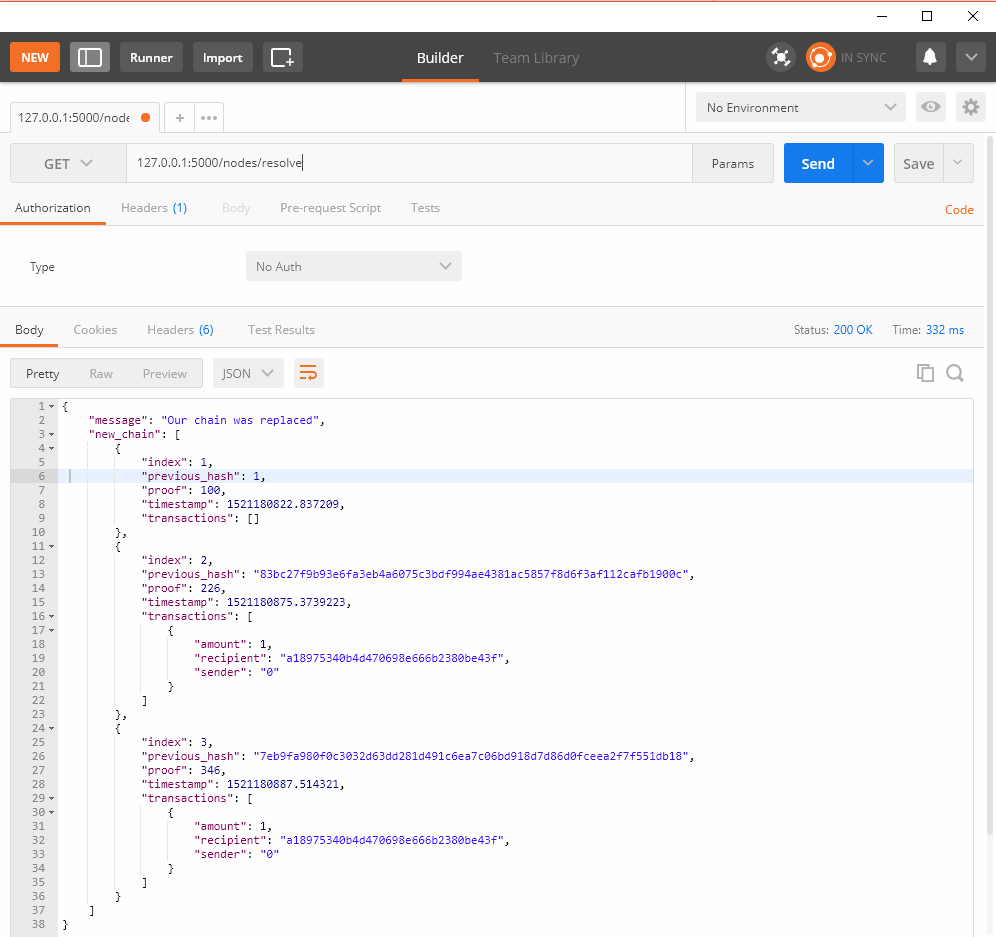 NEW Runner Import Builder Team Library IN SYNC
127.0.0.1:5000/node + ••• No Environment
GET 127.0.0.1:5000/nodes/resolve Params Send Save
Authorization Headers (1) Body Pre-request Script Tests Code
Type No Auth
Body Cookies Headers (6) Test Results Status: 200 OK Time: 332 ms
Pretty Raw Preview JSON
1 {
2 "message": "Our chain was replaced",
3 "new_chain": [
4 {
5 "index": 1,
6 "previous_hash": 1,
7 "proof": 100,
8 "timestamp": 1521180822.837209,
9 "transactions": []
10 },
11 {
12 "index": 2,
13 "previous_hash": "83bc27f9b93e6fa3eb4a6075c3bdf994ae4381ac5857f8d6f3af112cafb1900c",
14 "proof": 226,
15 "timestamp": 1521180875.3739223,
16 "transactions": [
17 {
18 "amount": 1,
19 "recipient": "a18975340b4d470698e666b2380be43f",
20 "sender": "0"
21 }
22 ]
23 },
24 {
25 "index": 3,
26 "previous_hash": "7eb9fa980f0c3032d63dd281d491c6ea7c06bd918d7d86d0fceea2f7f551db18",
27 "proof": 346,
28 "timestamp": 1521180887.514321,
29 "transactions": [
30 {
31 "amount": 1,
32 "recipient": "a18975340b4d470698e666b2380be43f",
33 "sender": "0"
34 }
35 ]
36 }
37 ]
38 }